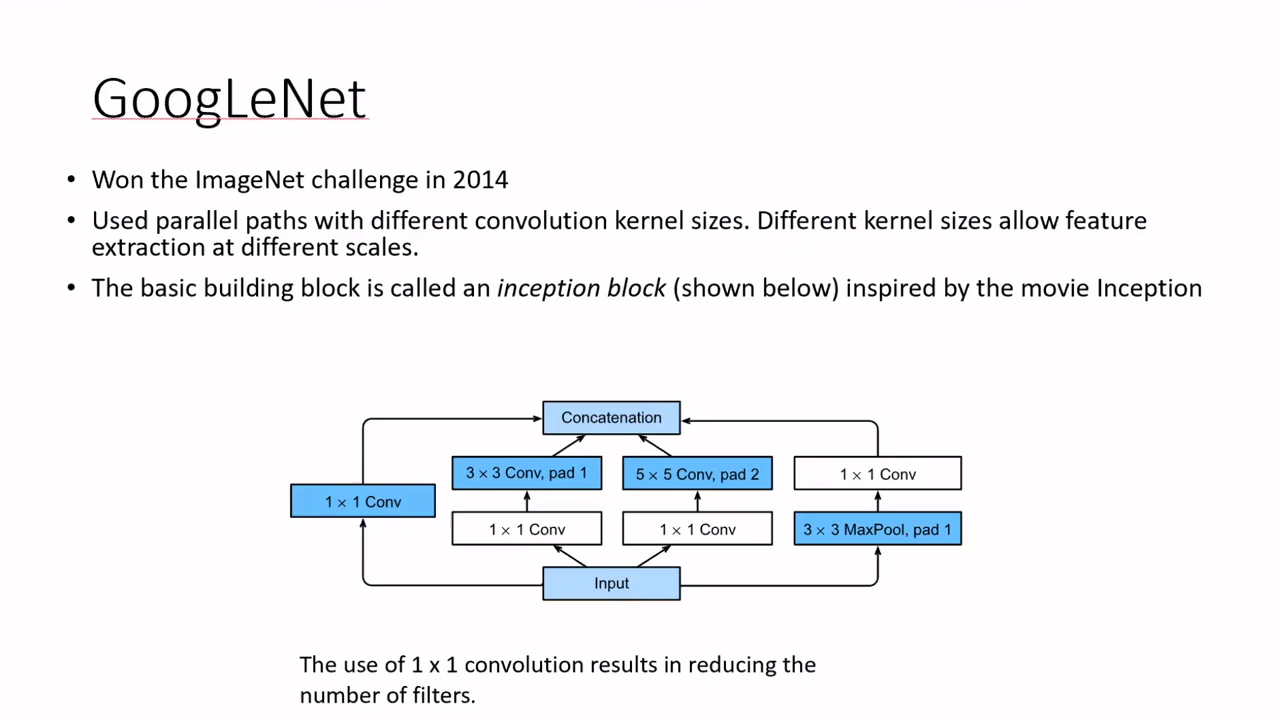 GoogLeNet
• Won the ImageNet challenge in 2014
• Used parallel paths with different convolution kernel sizes. Different kernel sizes allow feature
extraction at different scales.
• The basic building block is called an inception block (shown below) inspired by the movie Inception
Concatenation
3 × 3 Conv, pad 1
5 × 5 Conv, pad 2
1 × 1 Conv
1 × 1 Conv
1 × 1 Conv
1 × 1 Conv
3 × 3 MaxPool, pad 1
Input
The use of 1 x 1 convolution results in reducing the
number of filters.